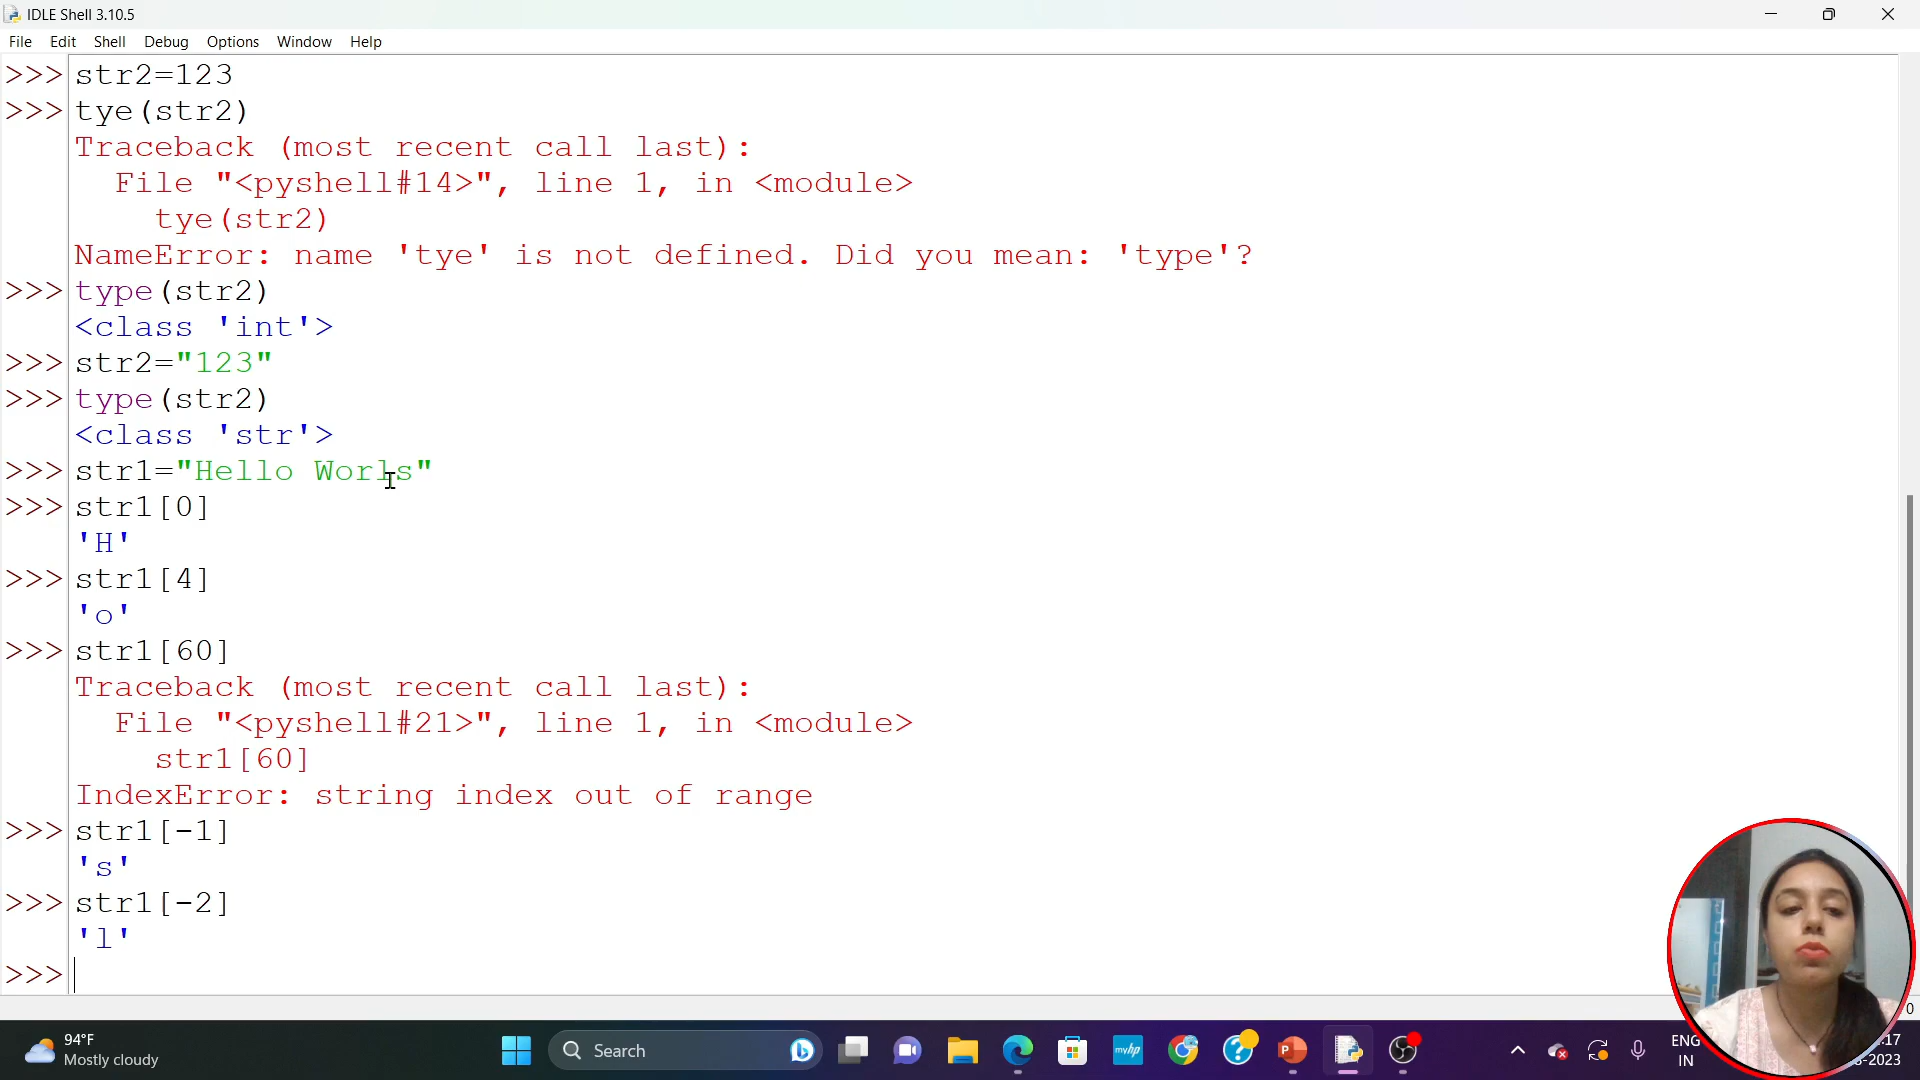 IDLE Shell 3.10.5
File Edit Shell Debug Options Window Help
>>> str2=123
>>> tye(str2)
Traceback (most recent call last):
  File "<pyshell#14>", line 1, in <module>
    tye(str2)
NameError: name 'tye' is not defined. Did you mean: 'type'?
>>> type(str2)
<class 'int'>
>>> str2="123"
>>> type(str2)
<class 'str'>
>>> str1="Hello Worls"
>>> str1[0]
'H'
>>> str1[4]
'o'
>>> str1[60]
Traceback (most recent call last):
  File "<pyshell#21>", line 1, in <module>
    str1[60]
IndexError: string index out of range
>>> str1[-1]
's'
>>> str1[-2]
'l'
>>>
94°F
Mostly cloudy
Search
myhp
ENG
IN